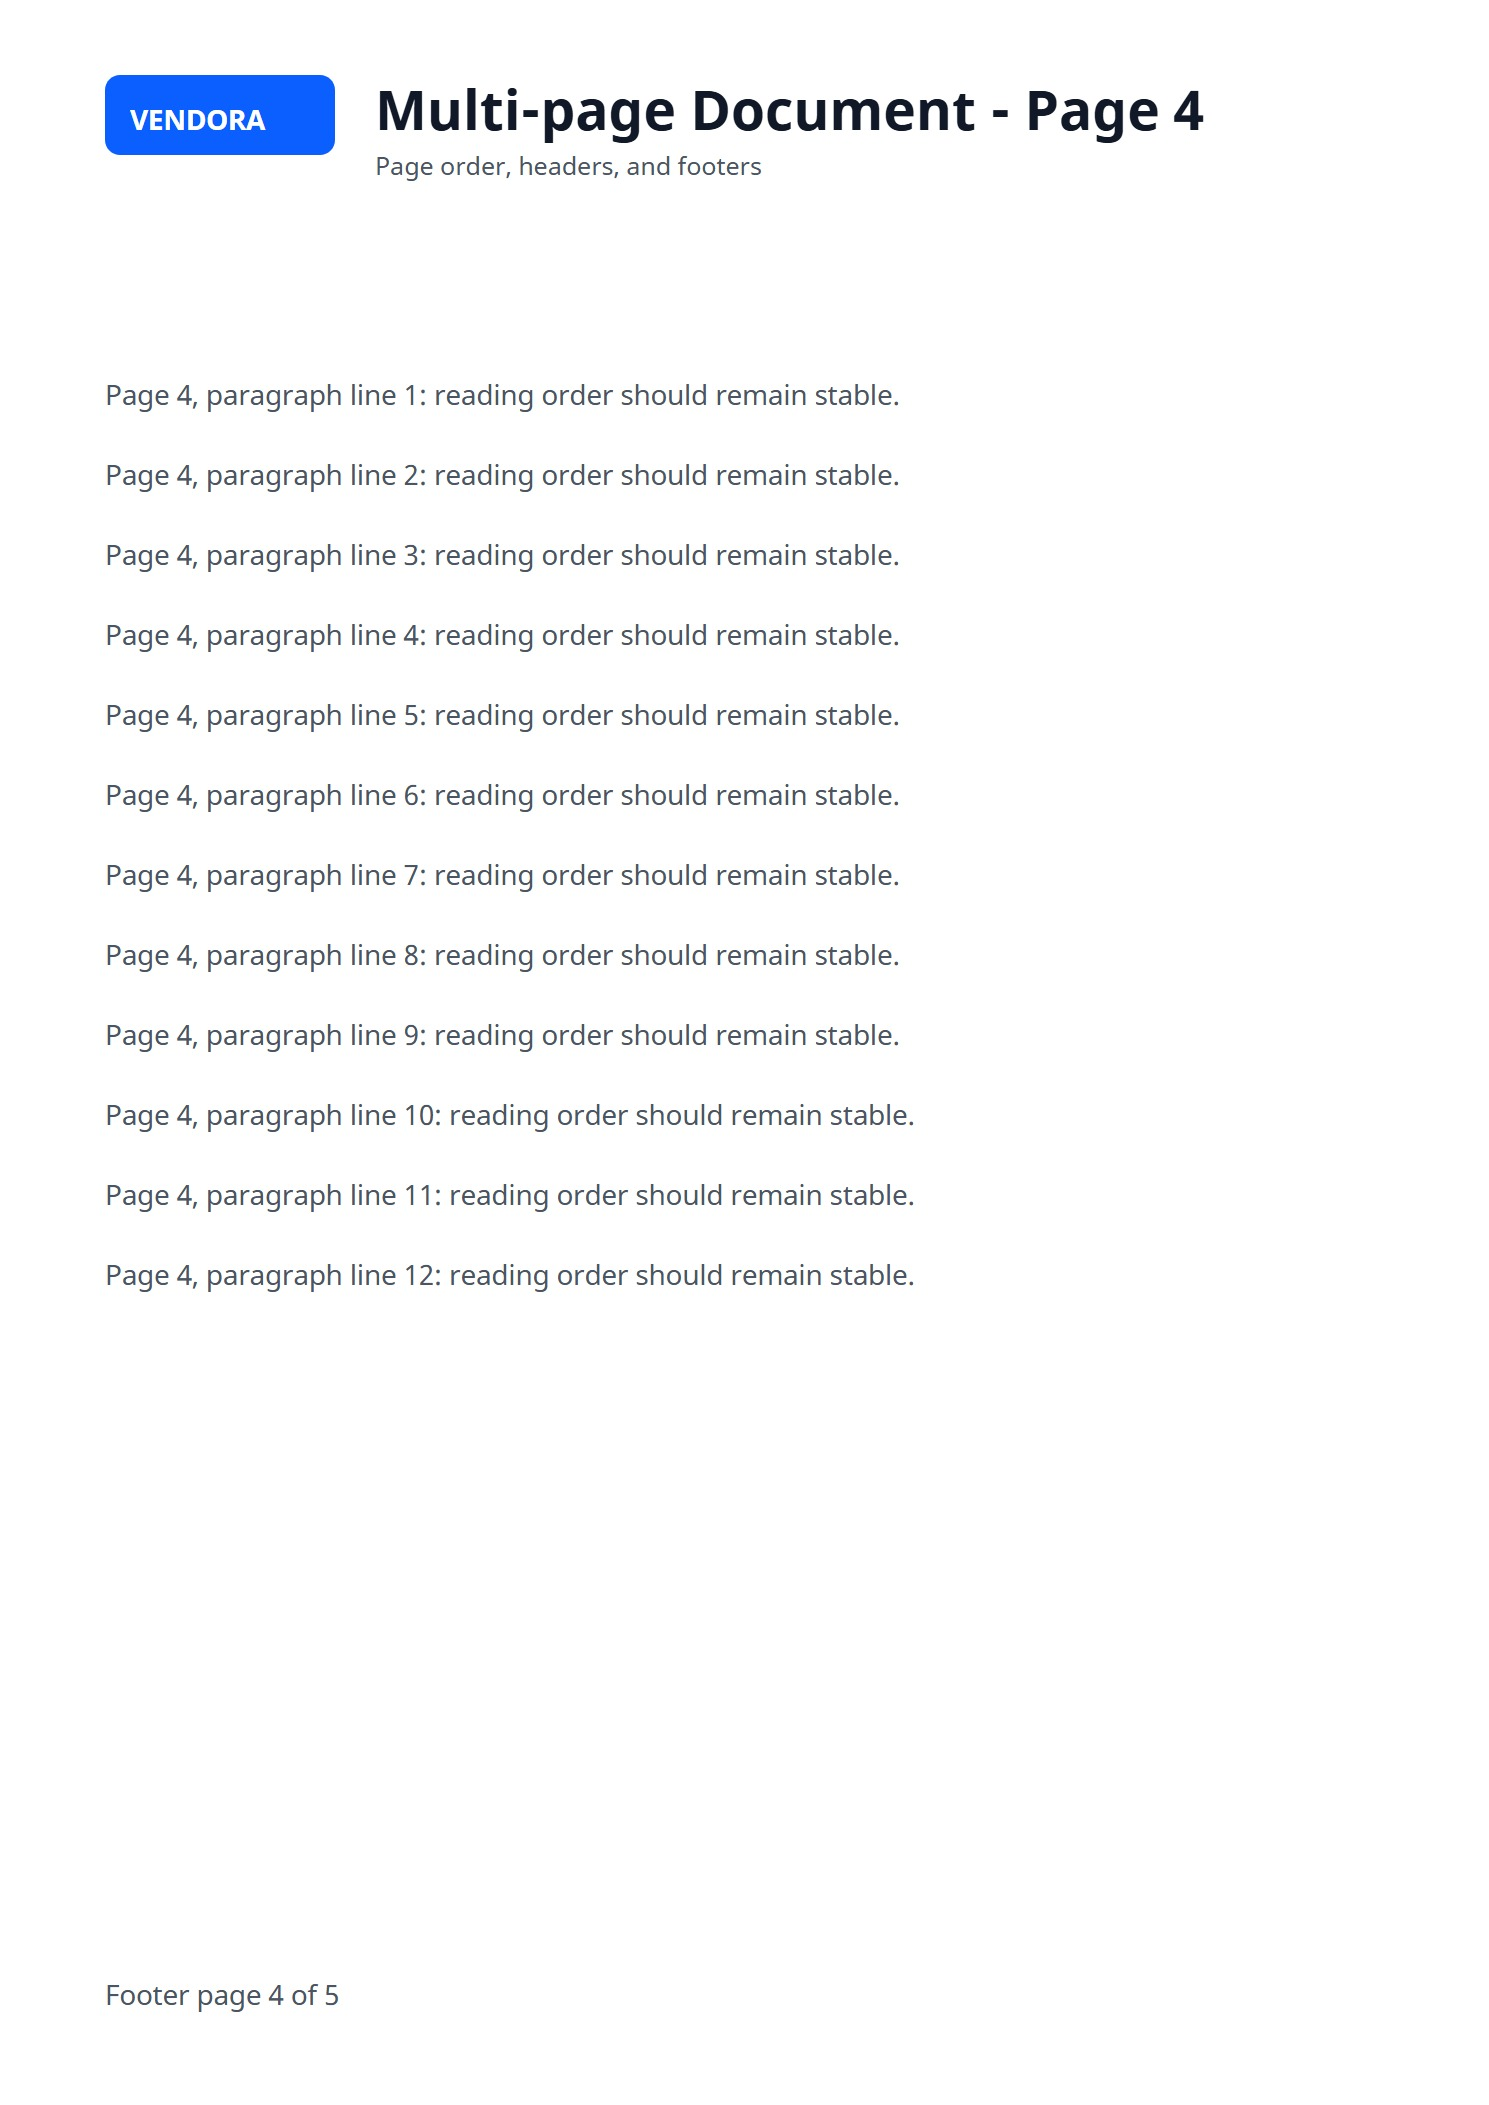 VENDORA
Multi-page Document - Page 4
Page order, headers, and footers
Page 4, paragraph line 1: reading order should remain stable.
Page 4, paragraph line 2: reading order should remain stable.
Page 4, paragraph line 3: reading order should remain stable.
Page 4, paragraph line 4: reading order should remain stable.
Page 4, paragraph line 5: reading order should remain stable.
Page 4, paragraph line 6: reading order should remain stable.
Page 4, paragraph line 7: reading order should remain stable.
Page 4, paragraph line 8: reading order should remain stable.
Page 4, paragraph line 9: reading order should remain stable.
Page 4, paragraph line 10: reading order should remain stable.
Page 4, paragraph line 11: reading order should remain stable.
Page 4, paragraph line 12: reading order should remain stable.
Footer page 4 of 5